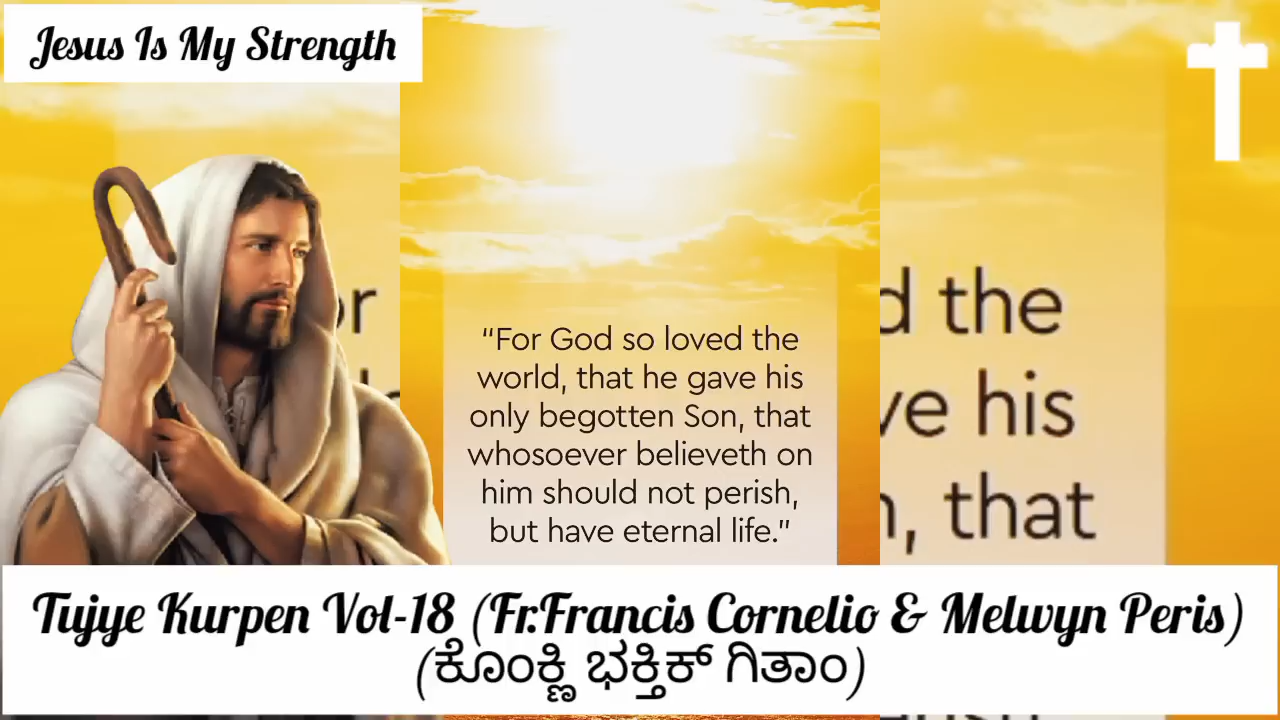 Jesus Is My Strength
or
d the
ve his
, that
“For God so loved the
world, that he gave his
only begotten Son, that
whosoever believeth on
him should not perish,
but have eternal life.”
Tujye Kurpen Vol-18 (Fr.Francis Cornelio & Melwyn Peris)
(ಕೊಂಕ್ಣಿ ಭಕ್ತಿಕ್ ಗಿತಾಂ)